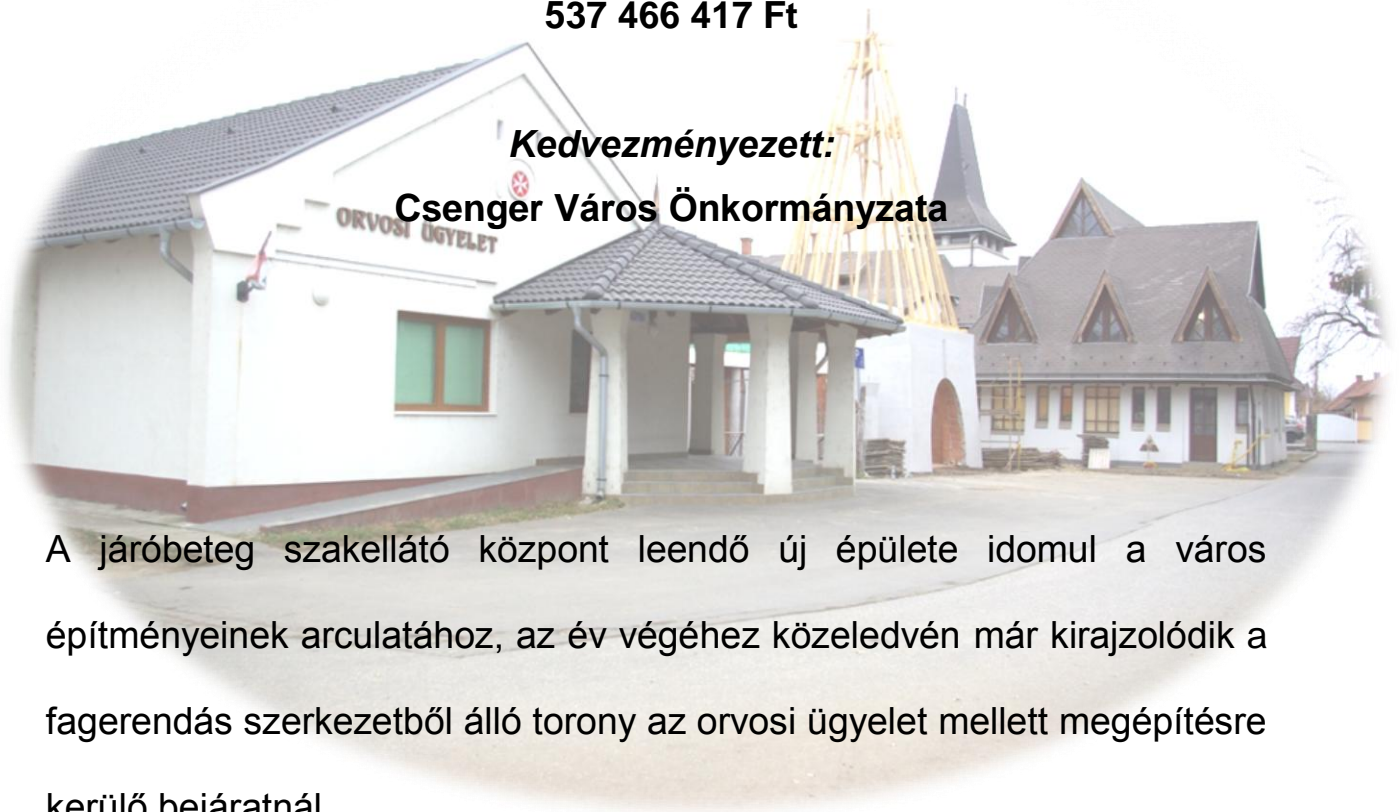 537 466 417 Ft
Kedvezményezett:
Csenger Város Önkormányzata
ORVOSI ÜGYELET
A járóbeteg szakellátó központ leendő új épülete idomul a város
építményeinek arculatához, az év végéhez közeledvén már kirajzolódik a
fagerendás szerkezetből álló torony az orvosi ügyelet mellett megépítésre
kerülő bejáratnál